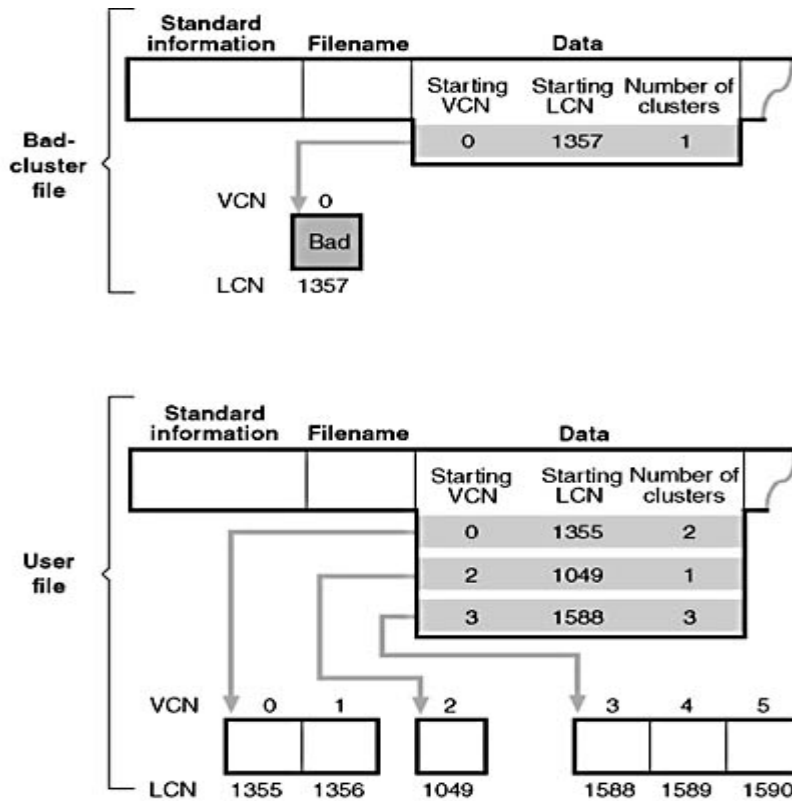 Standard information Filename Data
Starting VCN Starting LCN Number of clusters
0 1357 1
Bad-cluster file
VCN 0
Bad
LCN 1357
Standard information Filename Data
Starting VCN Starting LCN Number of clusters
0 1355 2
2 1049 1
3 1588 3
User file
VCN 0 1 2 3 4 5
LCN 1355 1356 1049 1588 1589 1590